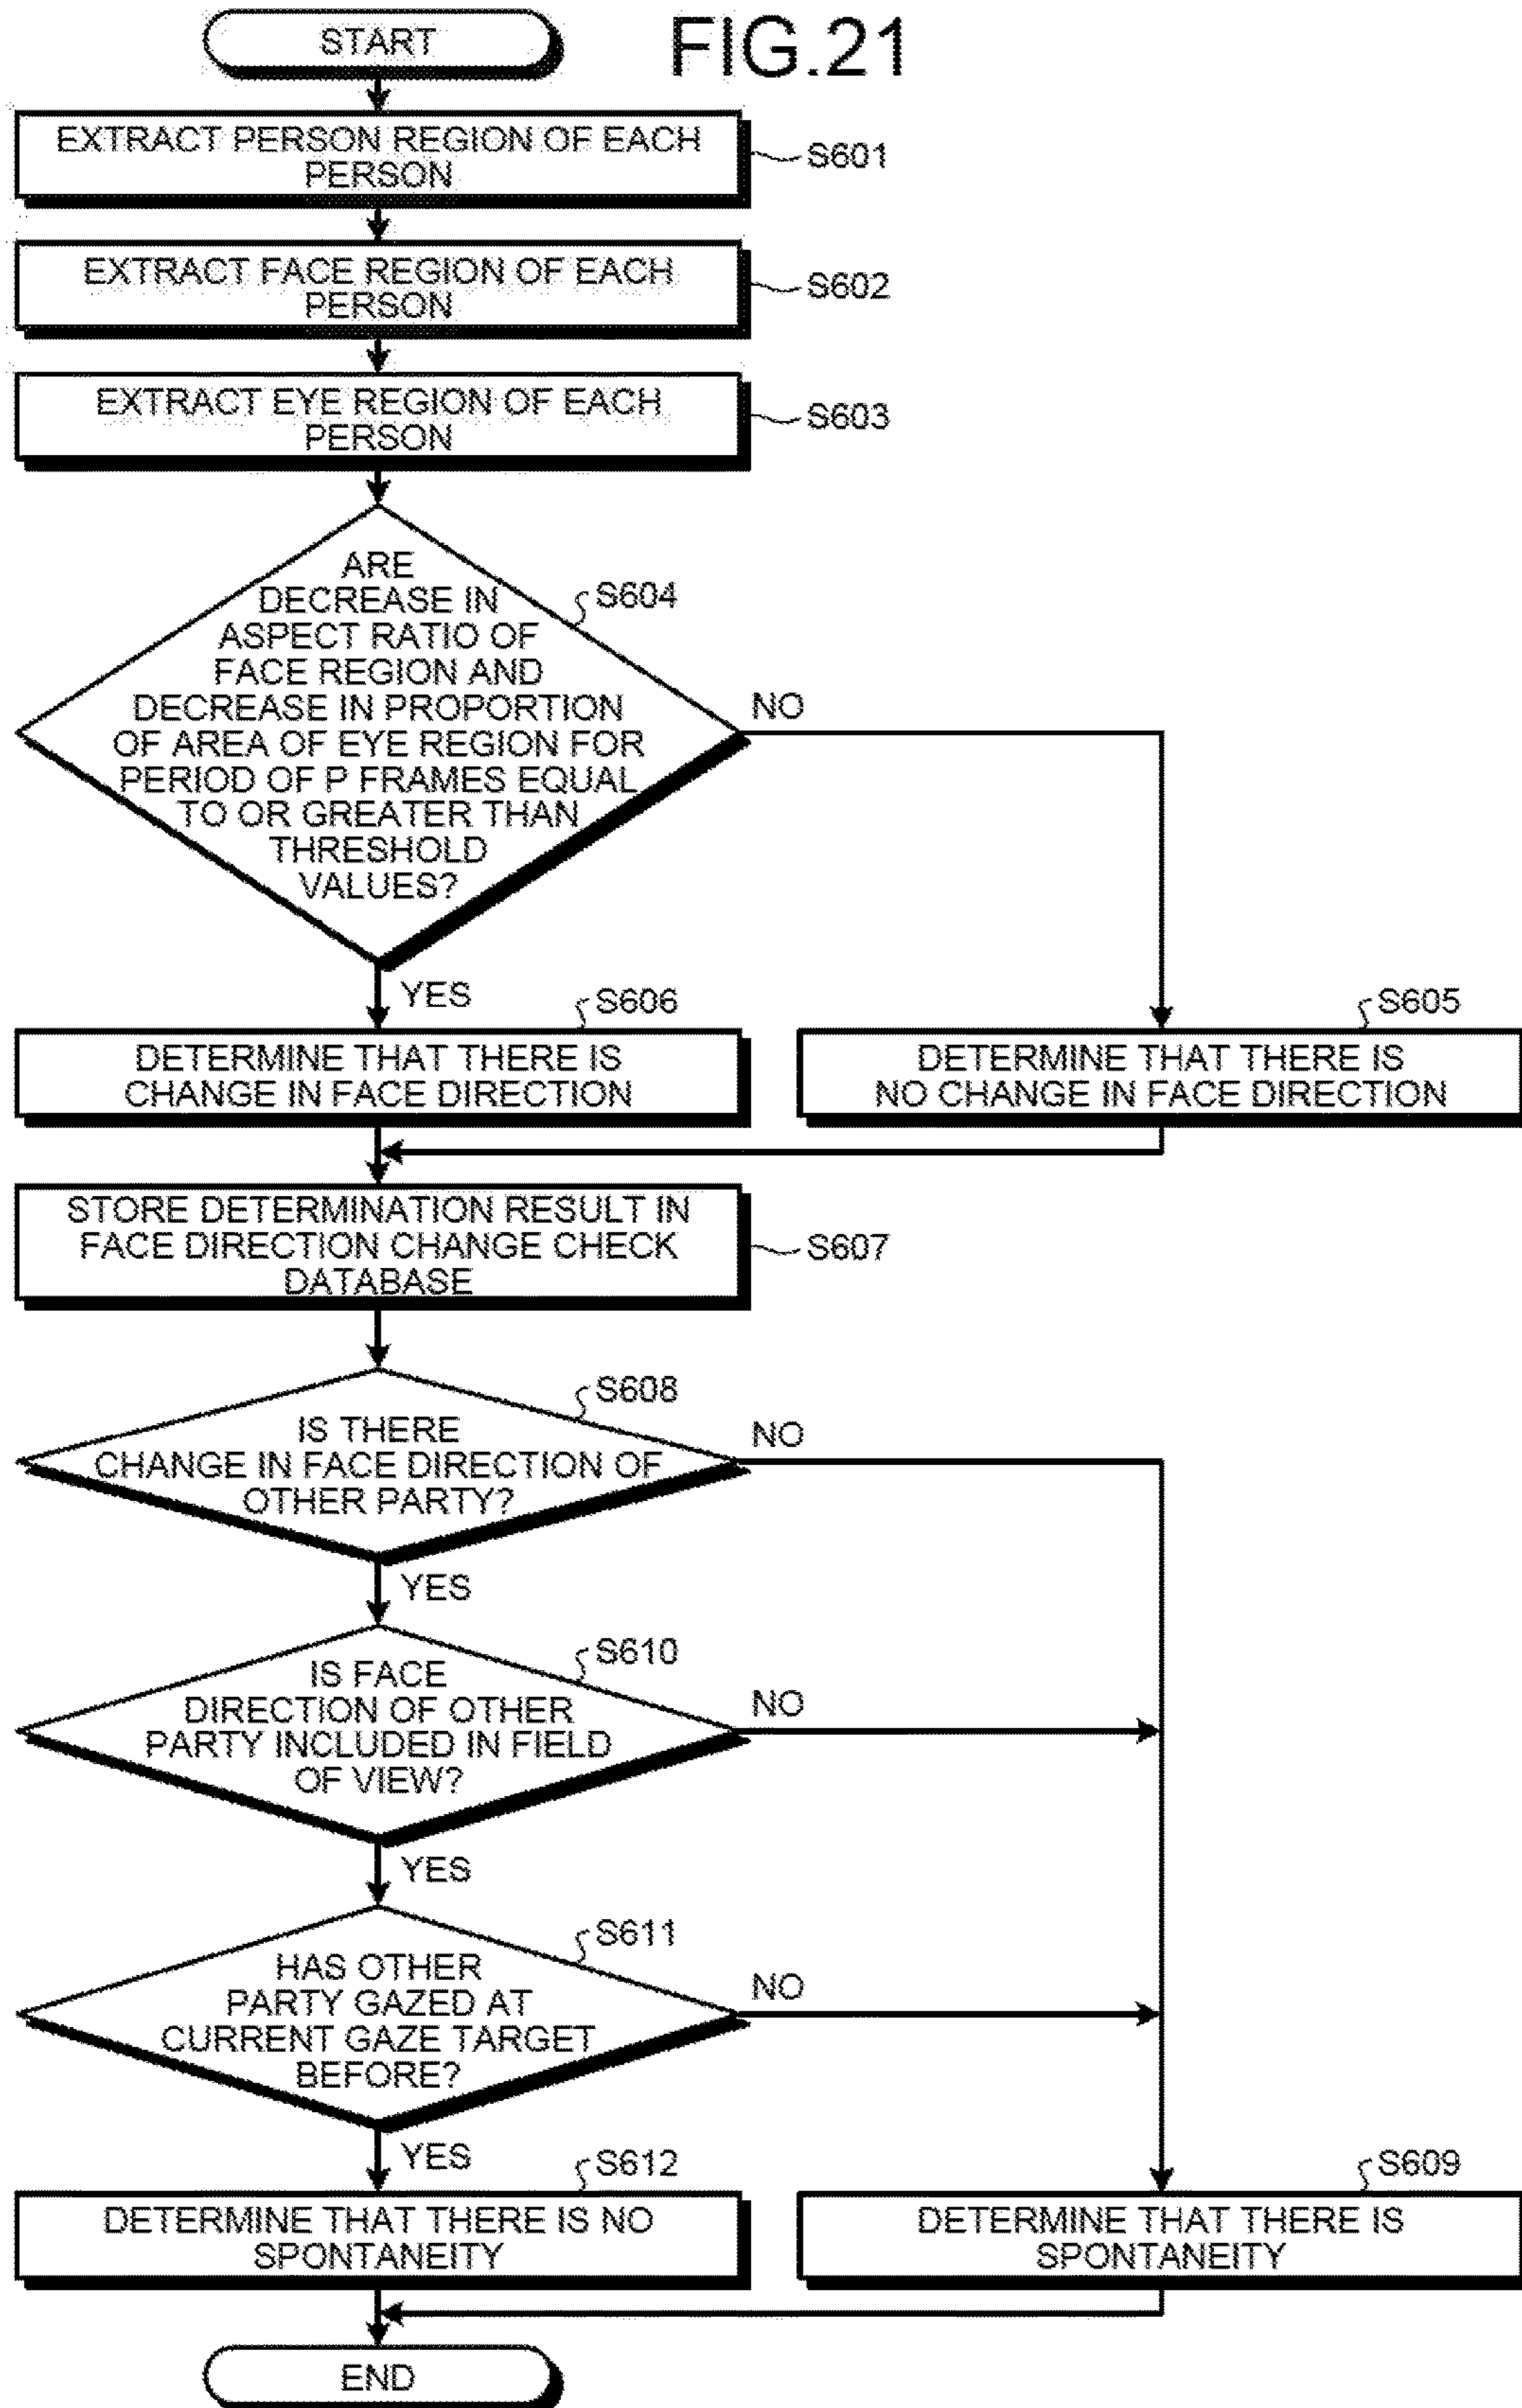 FIG.21
START
EXTRACT PERSON REGION OF EACH
PERSON
S601
EXTRACT FACE REGION OF EACH
PERSON
S602
EXTRACT EYE REGION OF EACH
PERSON
S603
ARE
DECREASE IN
ASPECT RATIO OF
FACE REGION AND
DECREASE IN PROPORTION
OF AREA OF EYE REGION FOR
PERIOD OF P FRAMES EQUAL
TO OR GREATER THAN
THRESHOLD
VALUES?
S604
NO
YES
S606
DETERMINE THAT THERE IS
CHANGE IN FACE DIRECTION
S605
DETERMINE THAT THERE IS
NO CHANGE IN FACE DIRECTION
STORE DETERMINATION RESULT IN
FACE DIRECTION CHANGE CHECK
DATABASE
S607
S608
IS THERE
CHANGE IN FACE DIRECTION OF
OTHER PARTY?
NO
YES
S610
IS FACE
DIRECTION OF OTHER
PARTY INCLUDED IN FIELD
OF VIEW?
NO
YES
S611
HAS OTHER
PARTY GAZED AT
CURRENT GAZE TARGET
BEFORE?
NO
YES
S612
DETERMINE THAT THERE IS NO
SPONTANEITY
S609
DETERMINE THAT THERE IS
SPONTANEITY
END